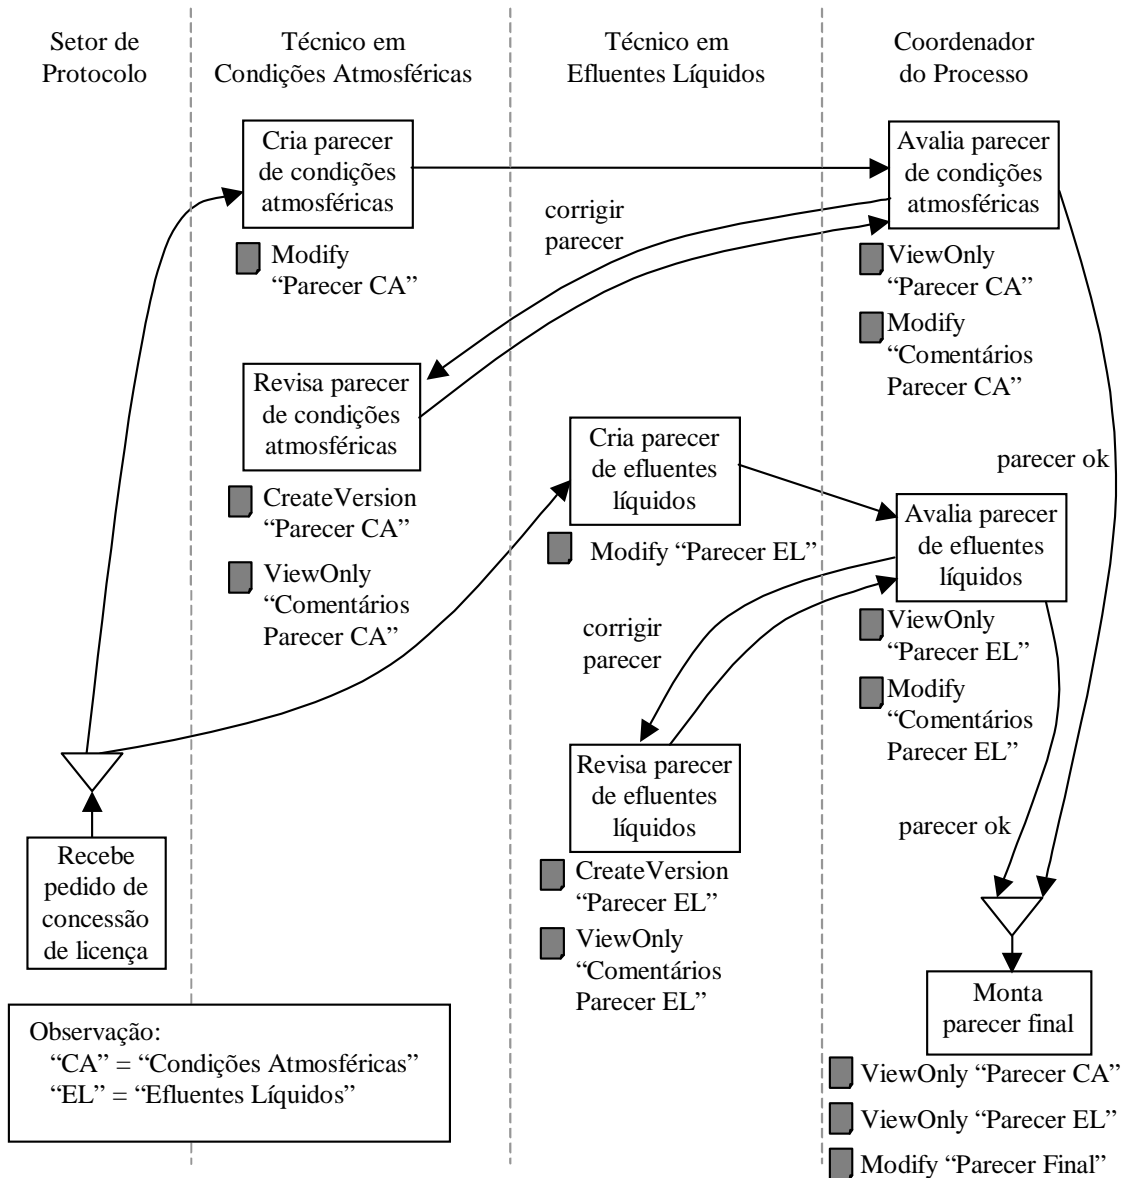 Setor de
Protocolo
Técnico em
Condições Atmosféricas
Técnico em
Efluentes Líquidos
Coordenador
do Processo
Cria parecer
de condições
atmosféricas
Modify
“Parecer CA”
corrigir
parecer
Avalia parecer
de condições
atmosféricas
ViewOnly
“Parecer CA”
Modify
“Comentários
Parecer CA”
Revisa parecer
de condições
atmosféricas
CreateVersion
“Parecer CA”
ViewOnly
“Comentários
Parecer CA”
Cria parecer
de efluentes
líquidos
Modify “Parecer EL”
parecer ok
Avalia parecer
de efluentes
líquidos
ViewOnly
“Parecer EL”
Modify
“Comentários
Parecer EL”
corrigir
parecer
Revisa parecer
de efluentes
líquidos
CreateVersion
“Parecer EL”
ViewOnly
“Comentários
Parecer EL”
parecer ok
Recebe
pedido de
concessão
de licença
Monta
parecer final
ViewOnly “Parecer CA”
ViewOnly “Parecer EL”
Modify “Parecer Final”
Observação:
“CA” = “Condições Atmosféricas”
“EL” = “Efluentes Líquidos”